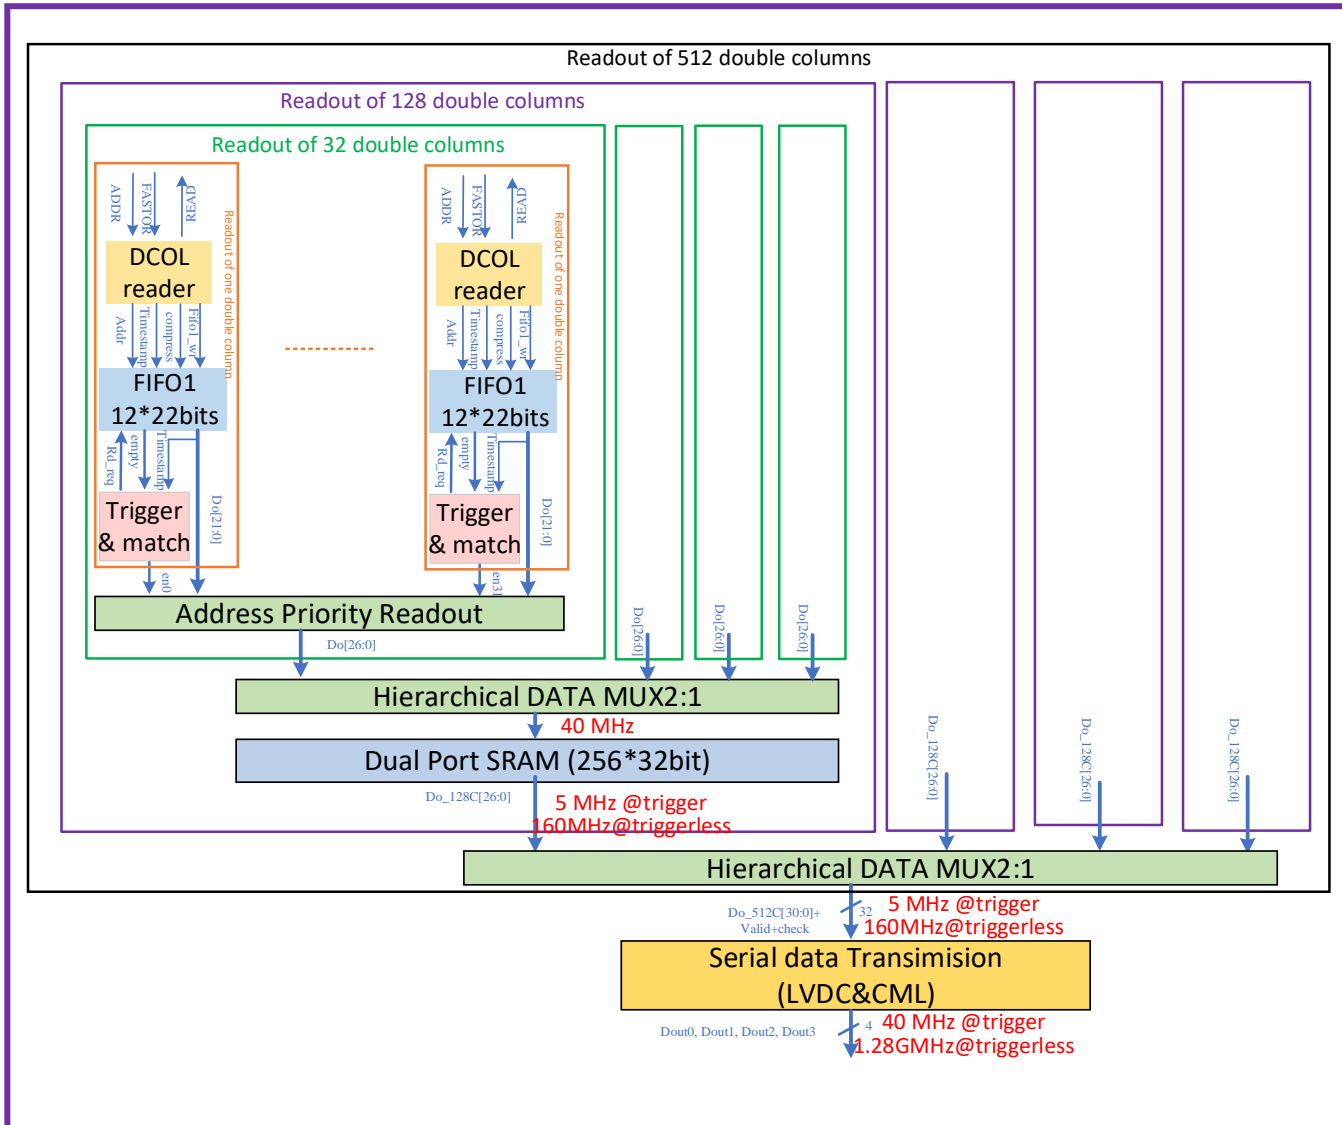 Readout of 512 double columns
Readout of 128 double columns
Readout of 32 double columns
ADDR
FASTOR
READ
DCOL
reader
Addr
Timestamp
compress
Fifo1_wr
FIFO1
12*22bits
Rd_req
empty
Timestamp
Do[21:0]
Trigger
& match
en0
Readout of one double column
ADDR
FASTOR
READ
DCOL
reader
Addr
Timestamp
compress
Fifo1_wr
FIFO1
12*22bits
Rd_req
empty
Timestamp
Do[21:0]
Trigger
& match
en31
Readout of one double column
Address Priority Readout
Do[26:0]
Do[26:0]
Do[26:0]
Do[26:0]
Hierarchical DATA MUX2:1
40 MHz
Dual Port SRAM (256*32bit)
Do_128C[26:0]
5 MHz @trigger
160MHz@triggerless
Do_128C[26:0]
Do_128C[26:0]
Do_128C[26:0]
Hierarchical DATA MUX2:1
Do_512C[30:0]+
Valid+check
32
5 MHz @trigger
160MHz@triggerless
Serial data Transimision
(LVDC&CML)
Dout0, Dout1, Dout2, Dout3
4
40 MHz @trigger
1.28GMHz@triggerless